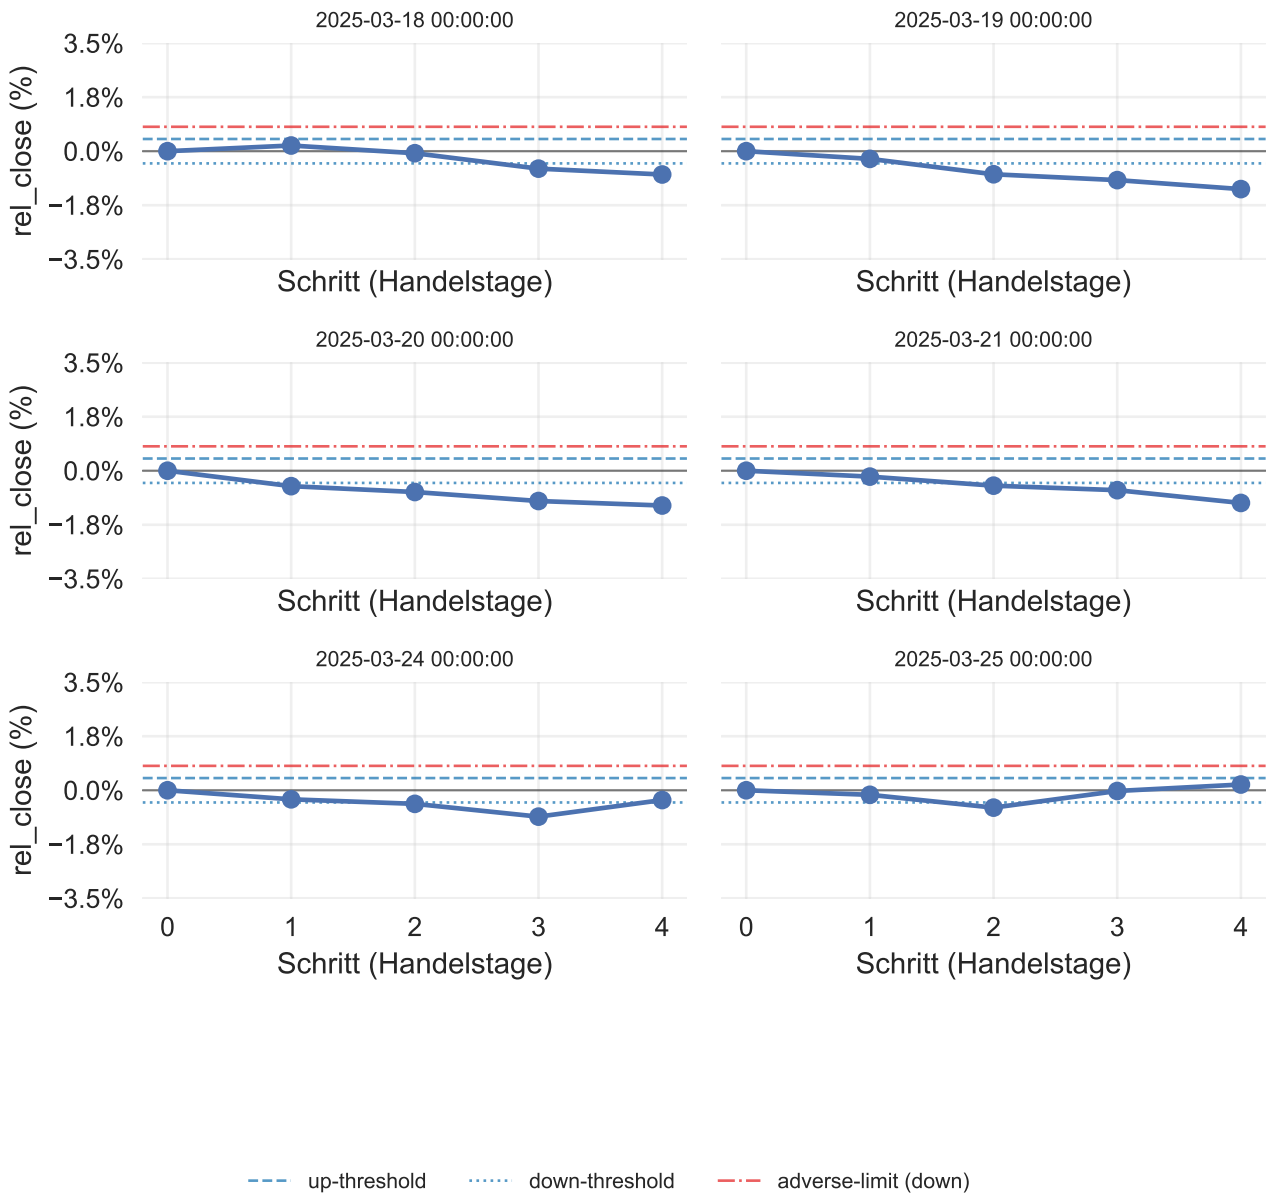 2025-03-18 00:00:00
2025-03-19 00:00:00
3.5%
1.8%
0.0%
−1.8%
−3.5%
rel_close (%)
Schritt (Handelstage)
Schritt (Handelstage)
2025-03-20 00:00:00
2025-03-21 00:00:00
3.5%
1.8%
0.0%
−1.8%
−3.5%
rel_close (%)
Schritt (Handelstage)
Schritt (Handelstage)
2025-03-24 00:00:00
2025-03-25 00:00:00
3.5%
1.8%
0.0%
−1.8%
−3.5%
rel_close (%)
0 1 2 3 4
0 1 2 3 4
Schritt (Handelstage)
Schritt (Handelstage)
up-threshold
down-threshold
adverse-limit (down)